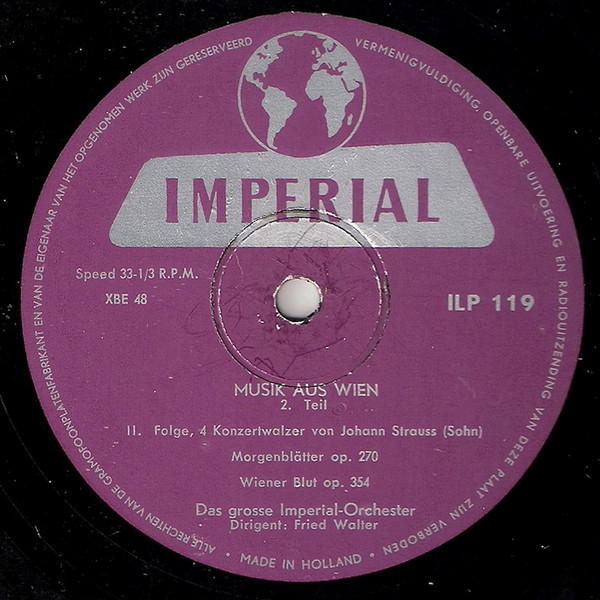 ALLE RECHTEN VAN DE GRAMOFOONPLATENFABRIKANT EN VAN DE EIGENAAR VAN HET OPGENOMEN WERK ZIJN GERESERVEERD
VERMENIGVULDIGING, OPENBARE UITVOERING EN RADIOUITZENDING VAN DEZE PLAAT ZIJN VERBODEN
IMPERIAL
Speed 33-1/3 R.P.M.
XBE 48
ILP 119
MUSIK AUS WIEN
2. Teil
II. Folge, 4 Konzertwalzer von Johann Strauss (Sohn)
Morgenblätter op. 270
Wiener Blut op. 354
Das grosse Imperial-Orchester
Dirigent: Fried Walter
• MADE IN HOLLAND •